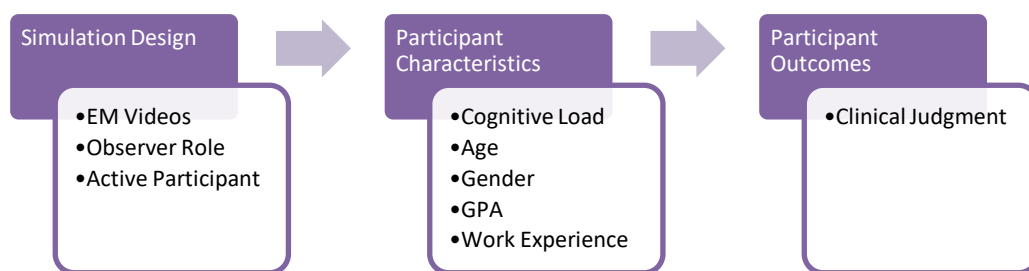 Simulation Design
•EM Videos
•Observer Role
•Active Participant
Participant
Characteristics
•Cognitive Load
•Age
•Gender
•GPA
•Work Experience
Participant
Outcomes
•Clinical Judgment